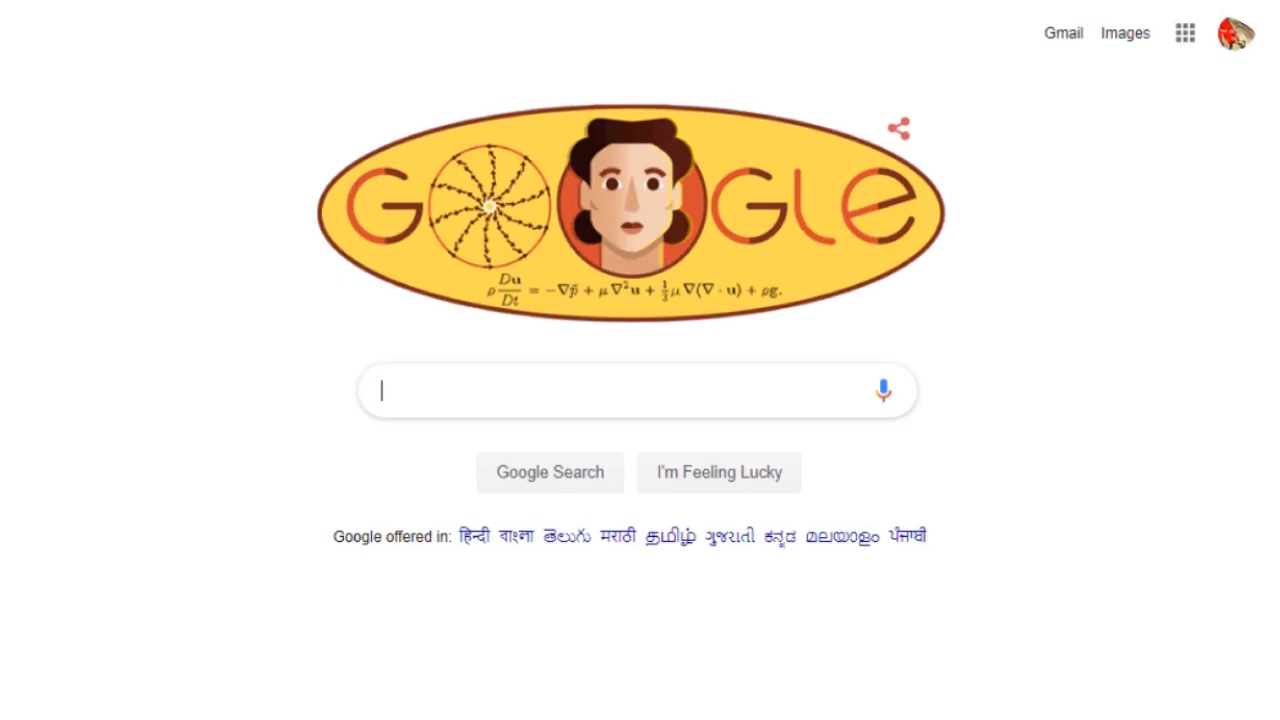 Gmail Images
GOOGLE
ρ Du/Dt = −∇p̄ + μ∇²u + ⅓μ∇(∇ · u) + ρg.
Google Search I'm Feeling Lucky
Google offered in: हिन्दी বাংলা తెలుగు मराठी தமிழ் ગુજરાતી ಕನ್ನಡ മലയാളം ਪੰਜਾਬੀ